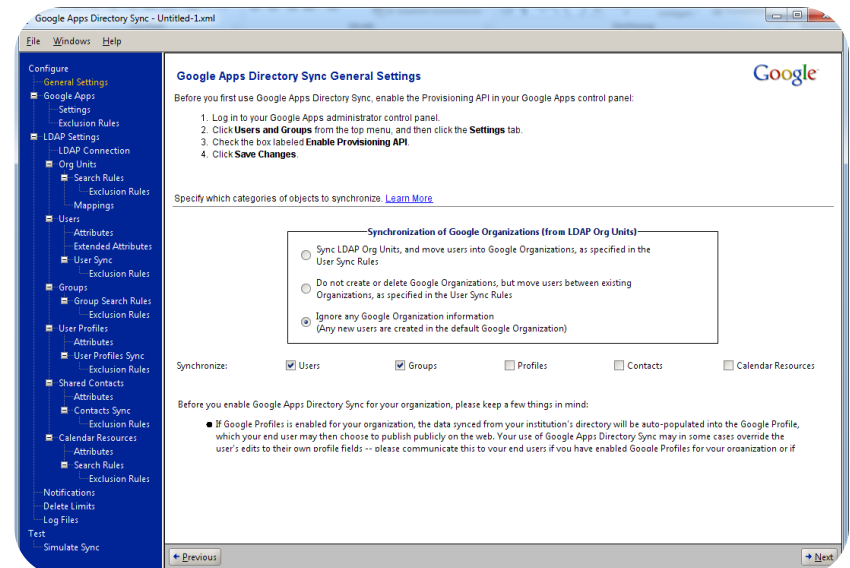 Google Apps Directory Sync - Untitled-1.xml
File Windows Help
Configure
General Settings
Google Apps
Settings
Exclusion Rules
LDAP Settings
LDAP Connection
Org Units
Search Rules
Exclusion Rules
Mappings
Users
Attributes
Extended Attributes
User Sync
Exclusion Rules
Groups
Group Search Rules
Exclusion Rules
User Profiles
Attributes
User Profiles Sync
Exclusion Rules
Shared Contacts
Attributes
Contacts Sync
Exclusion Rules
Calendar Resources
Attributes
Search Rules
Exclusion Rules
Notifications
Delete Limits
Log Files
Test
Simulate Sync
Google Apps Directory Sync General Settings
Google
Before you first use Google Apps Directory Sync, enable the Provisioning API in your Google Apps control panel:
1. Log in to your Google Apps administrator control panel.
2. Click Users and Groups from the top menu, and then click the Settings tab.
3. Check the box labeled Enable Provisioning API.
4. Click Save Changes.
Specify which categories of objects to synchronize. Learn More
Synchronization of Google Organizations (from LDAP Org Units)
Sync LDAP Org Units, and move users into Google Organizations, as specified in the
User Sync Rules
Do not create or delete Google Organizations, but move users between existing
Organizations, as specified in the User Sync Rules
Ignore any Google Organization information
(Any new users are created in the default Google Organization)
Synchronize: Users Groups Profiles Contacts Calendar Resources
Before you enable Google Apps Directory Sync for your organization, please keep a few things in mind:
If Google Profiles is enabled for your organization, the data synced from your institution's directory will be auto-populated into the Google Profile,
which your end user may then choose to publish publicly on the web. Your use of Google Apps Directory Sync may in some cases override the
user's edits to their own profile fields -- please communicate this to your end users if you have enabled Google Profiles for your organization or if
Previous
Next